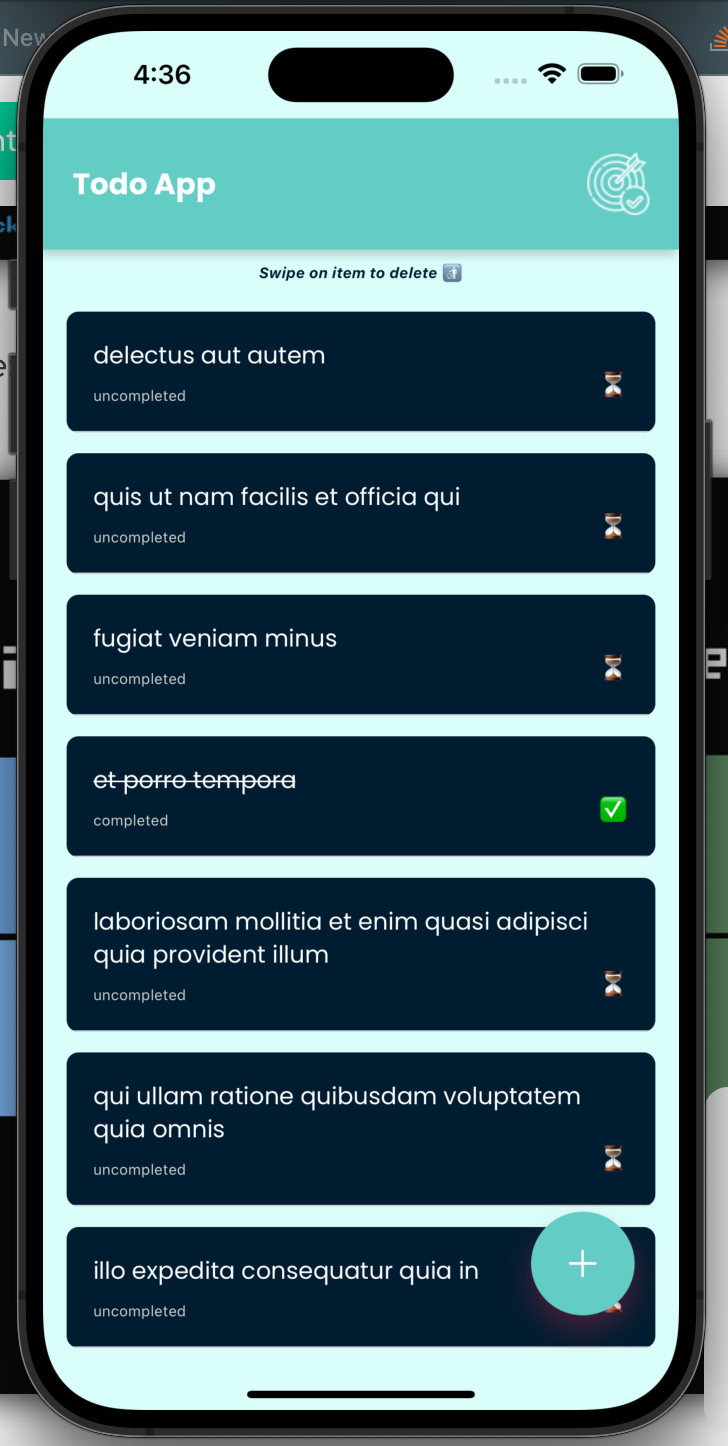 New
4:36
nt
Todo App
ck
Swipe on item to delete
delectus aut autem
uncompleted
quis ut nam facilis et officia qui
uncompleted
fugiat veniam minus
uncompleted
et porro tempora
completed
laboriosam mollitia et enim quasi adipisci
quia provident illum
uncompleted
qui ullam ratione quibusdam voluptatem
quia omnis
uncompleted
illo expedita consequatur quia in
uncompleted